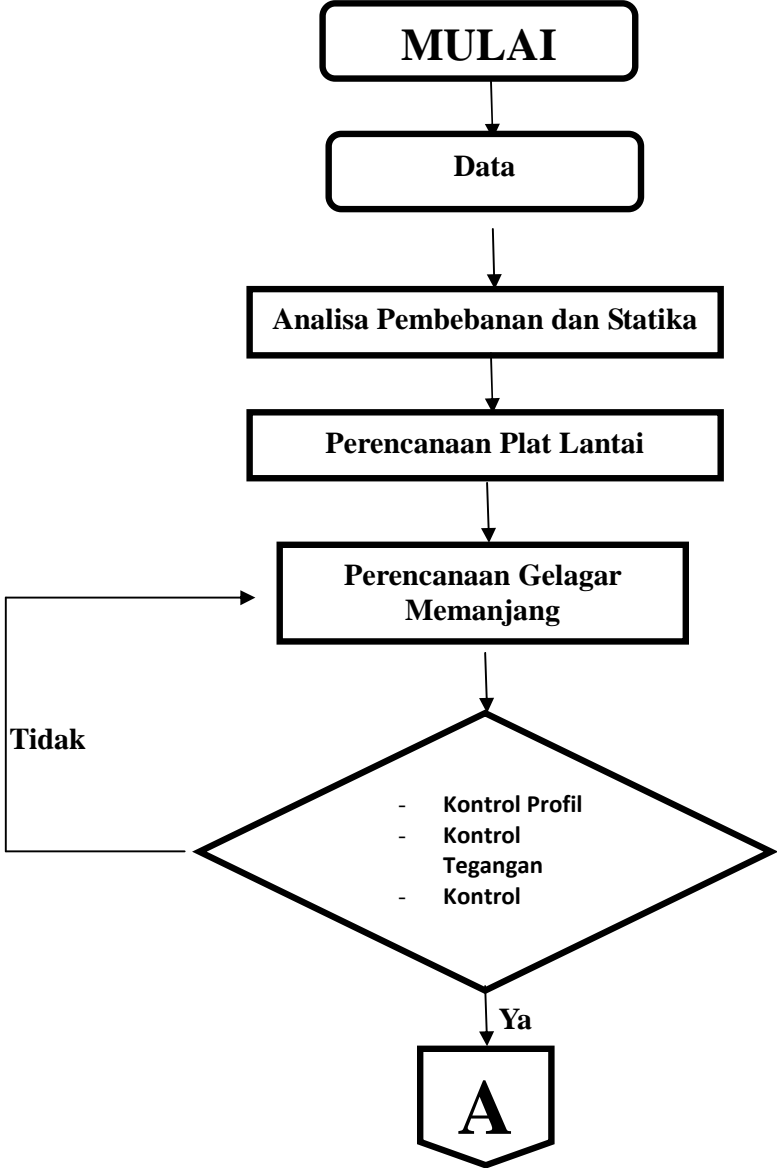 MULAI
Data
Analisa Pembebanan dan Statika
Perencanaan Plat Lantai
Perencanaan Gelagar
Memanjang
Tidak
- Kontrol Profil
- Kontrol
Tegangan
- Kontrol
Ya
A